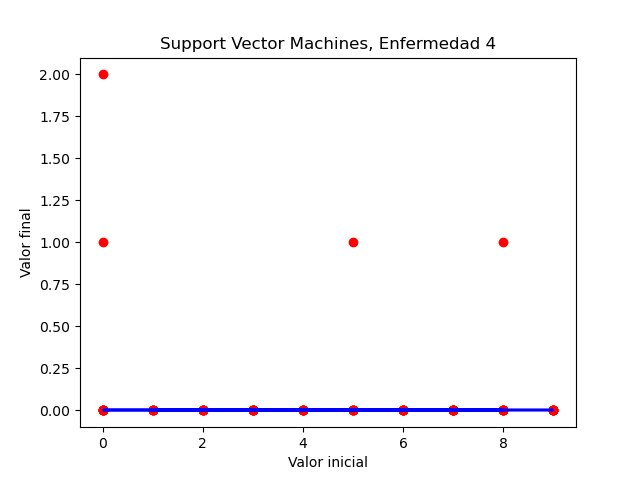 Support Vector Machines, Enfermedad 4
2.00
1.75
1.50
1.25
1.00
0.75
0.50
0.25
0.00
Valor final
0 2 4 6 8
Valor inicial